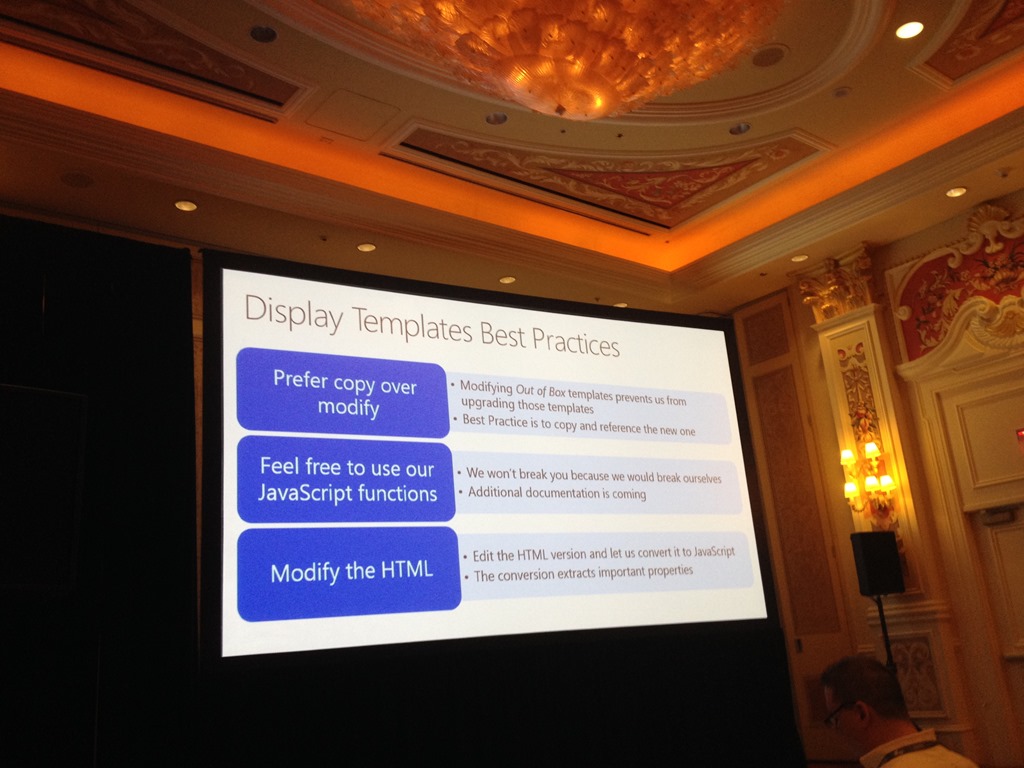 Display Templates Best Practices
Prefer copy over
modify
• Modifying Out of Box templates prevents us from
upgrading those templates
• Best Practice is to copy and reference the new one
Feel free to use our
JavaScript functions
• We won't break you because we would break ourselves
• Additional documentation is coming
Modify the HTML
• Edit the HTML version and let us convert it to JavaScript
• The conversion extracts important properties